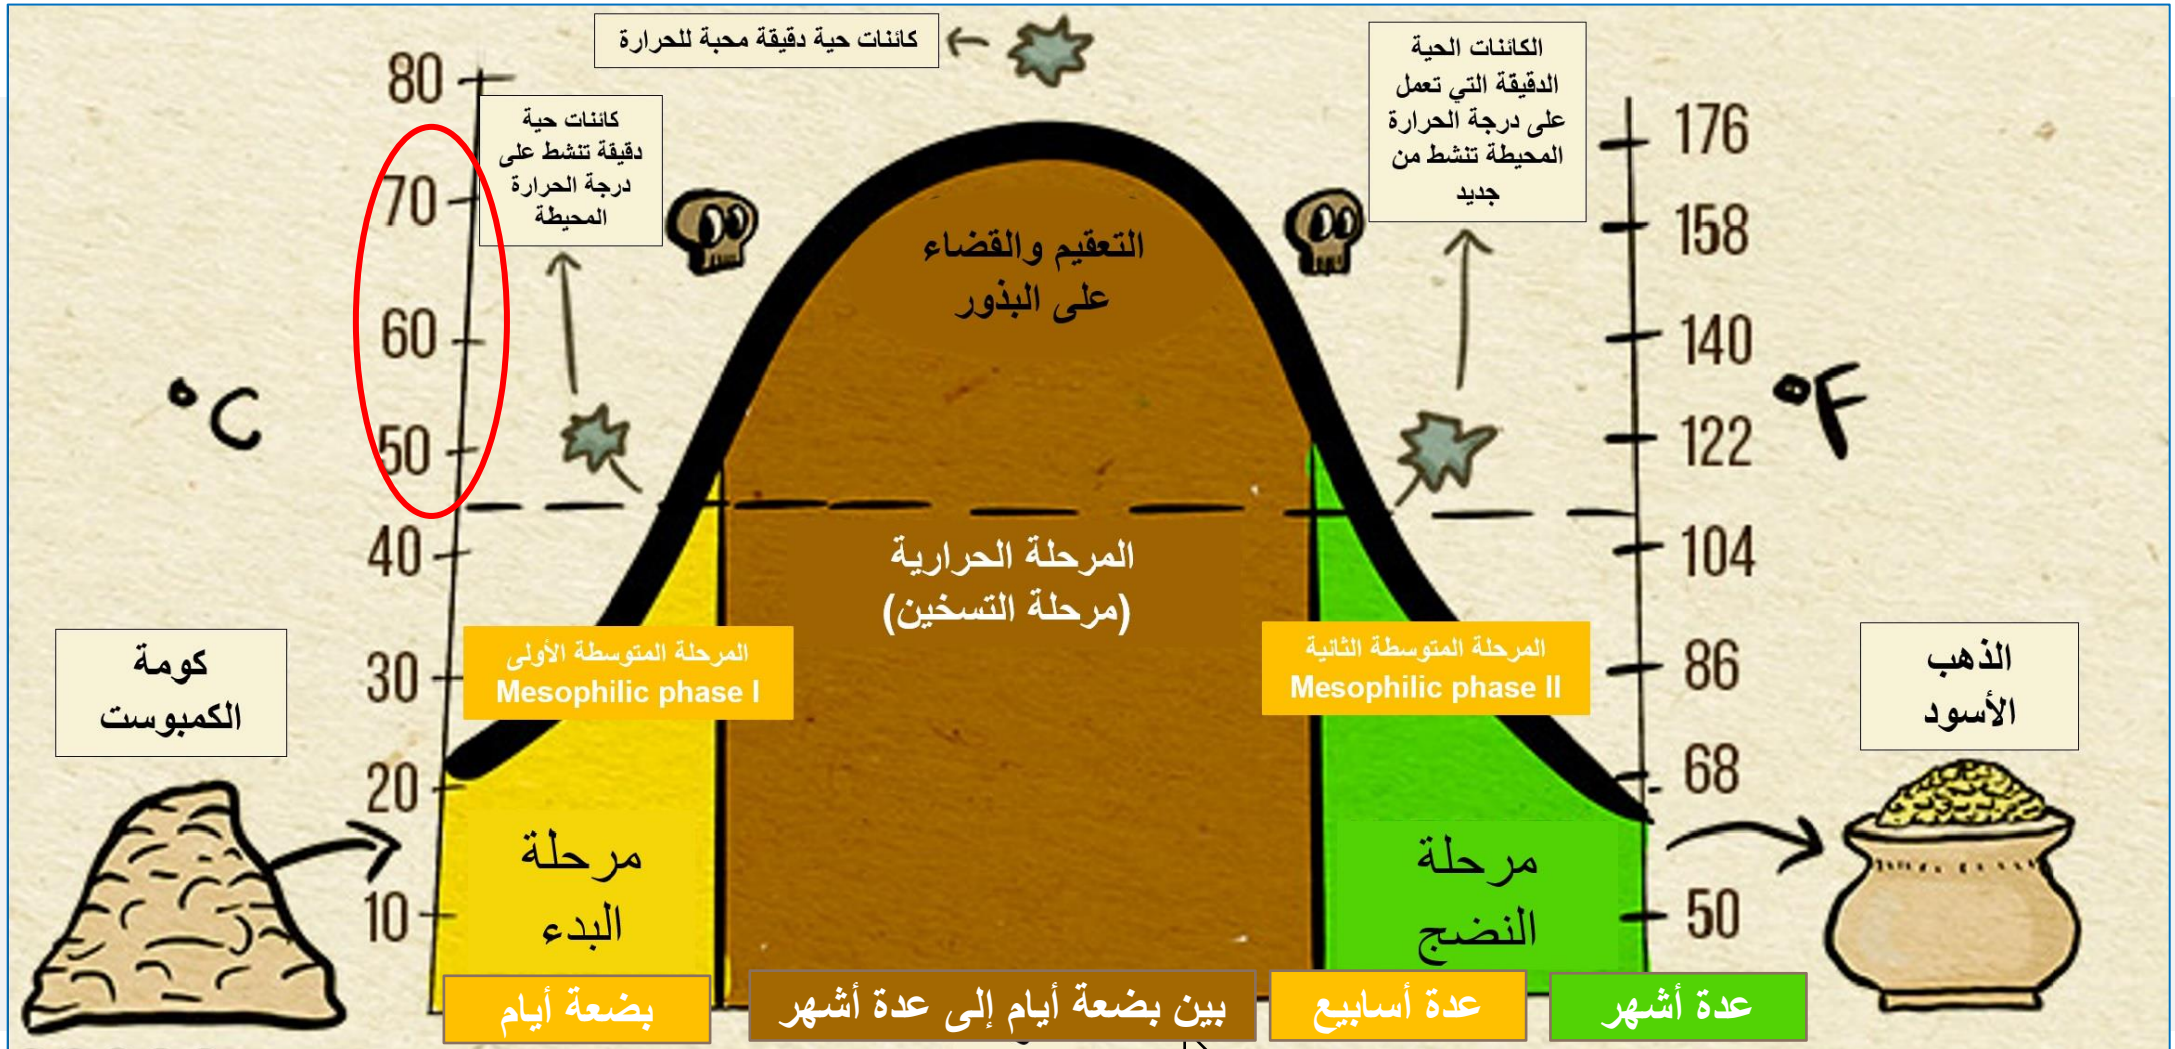 كائنات حية دقيقة محبة للحرارة
الكائنات الحية
الدقيقة التي تعمل
على درجة الحرارة
المحيطة تنشط من
جديد
كائنات حية
دقيقة تنشط على
درجة الحرارة
المحيطة
80
70
60
50
40
30
20
10
°C
176
158
140
122
104
86
68
50
°F
التعقيم والقضاء
على البذور
المرحلة الحرارية
(مرحلة التسخين)
المرحلة المتوسطة الأولى
Mesophilic phase I
المرحلة المتوسطة الثانية
Mesophilic phase II
كومة
الكمبوست
الذهب
الأسود
مرحلة
البدء
مرحلة
النضج
بضعة أيام
بين بضعة أيام إلى عدة أشهر
عدة أسابيع
عدة أشهر